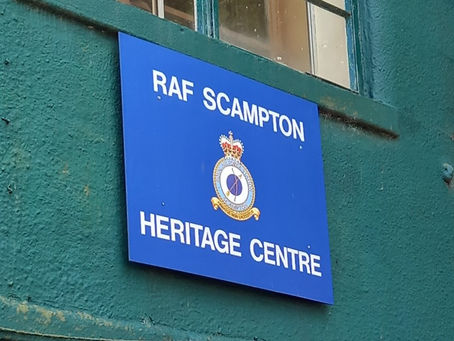 RAF SCAMPTON
HERITAGE CENTRE